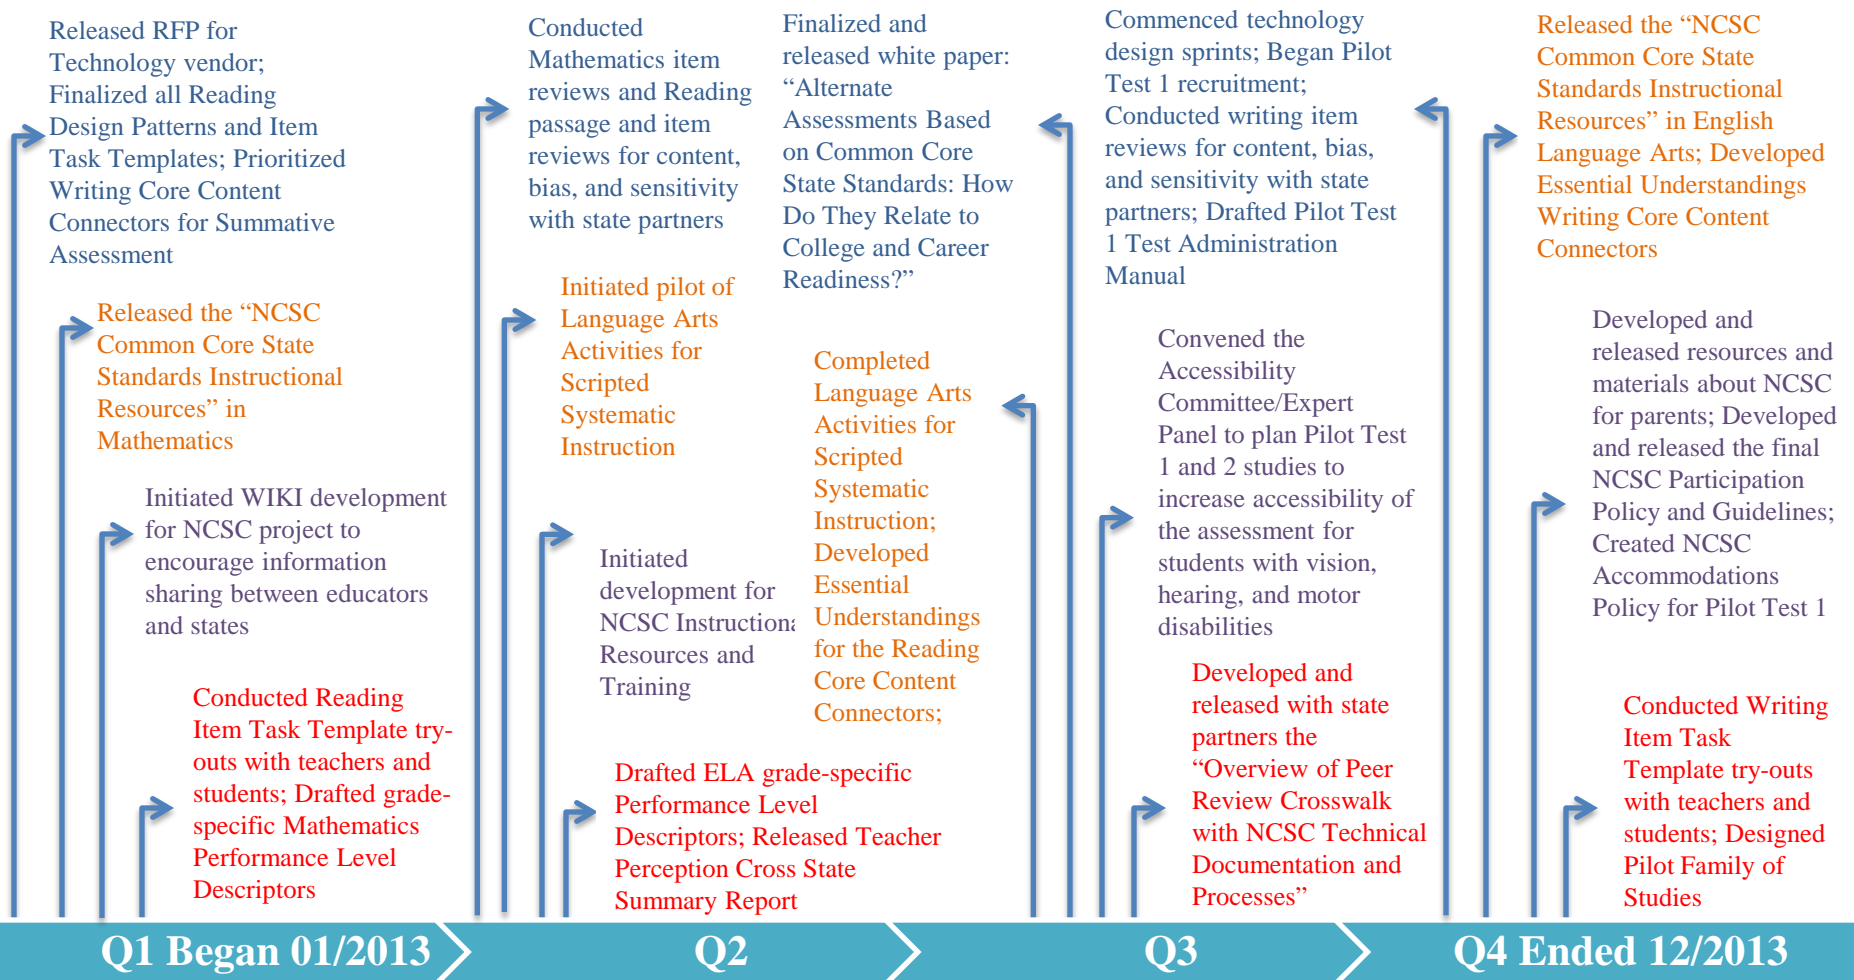 Released RFP for
Technology vendor;
Finalized all Reading
Design Patterns and Item
Task Templates; Prioritized
Writing Core Content
Connectors for Summative
Assessment
Released the “NCSC
Common Core State
Standards Instructional
Resources” in
Mathematics
Initiated WIKI development
for NCSC project to
encourage information
sharing between educators
and states
Conducted Reading
Item Task Template try-
outs with teachers and
students; Drafted grade-
specific Mathematics
Performance Level
Descriptors
Conducted
Mathematics item
reviews and Reading
passage and item
reviews for content,
bias, and sensitivity
with state partners
Initiated pilot of
Language Arts
Activities for
Scripted
Systematic
Instruction
Initiated
development for
NCSC Instructiona
Resources and
Training
Drafted ELA grade-specific
Performance Level
Descriptors; Released Teacher
Perception Cross State
Summary Report
Finalized and
released white paper:
“Alternate
Assessments Based
on Common Core
State Standards: How
Do They Relate to
College and Career
Readiness?”
Completed
Language Arts
Activities for
Scripted
Systematic
Instruction;
Developed
Essential
Understandings
for the Reading
Core Content
Connectors;
Commenced technology
design sprints; Began Pilot
Test 1 recruitment;
Conducted writing item
reviews for content, bias,
and sensitivity with state
partners; Drafted Pilot Test
1 Test Administration
Manual
Convened the
Accessibility
Committee/Expert
Panel to plan Pilot Test
1 and 2 studies to
increase accessibility of
the assessment for
students with vision,
hearing, and motor
disabilities
Developed and
released with state
partners the
“Overview of Peer
Review Crosswalk
with NCSC Technical
Documentation and
Processes”
Released the “NCSC
Common Core State
Standards Instructional
Resources” in English
Language Arts; Developed
Essential Understandings
Writing Core Content
Connectors
Developed and
released resources and
materials about NCSC
for parents; Developed
and released the final
NCSC Participation
Policy and Guidelines;
Created NCSC
Accommodations
Policy for Pilot Test 1
Conducted Writing
Item Task
Template try-outs
with teachers and
students; Designed
Pilot Family of
Studies
Q1 Began 01/2013
Q2
Q3
Q4 Ended 12/2013